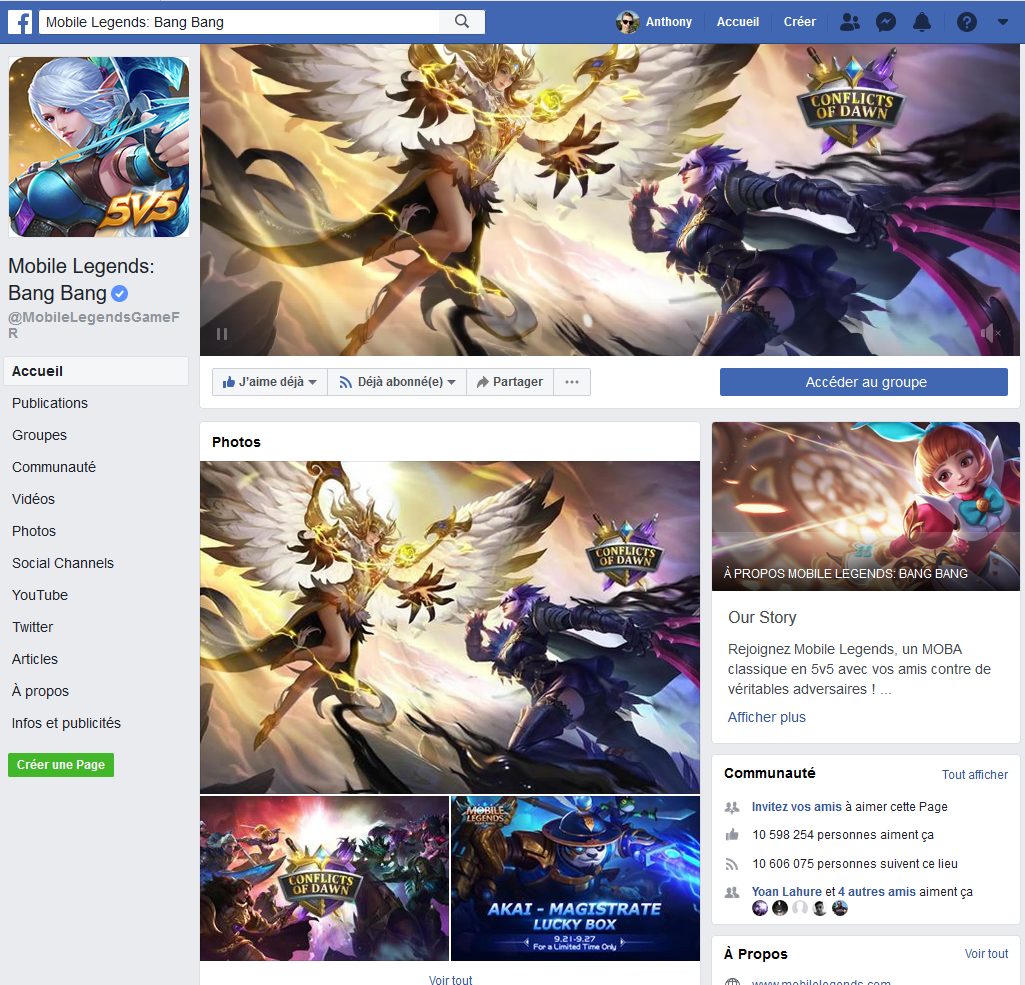 Mobile Legends: Bang Bang
Anthony
Accueil
Créer
5V5
CONFLICTS
OF DAWN
Mobile Legends:
Bang Bang
@MobileLegendsGameF
R
Accueil
Publications
Groupes
Communauté
Vidéos
Photos
Social Channels
YouTube
Twitter
Articles
À propos
Infos et publicités
Créer une Page
J'aime déjà
Déjà abonné(e)
Partager
Accéder au groupe
Photos
CONFLICTS
OF DAWN
CONFLICTS
OF DAWN
MOBILE
LEGENDS
BANG BANG
AKAI - MAGISTRATE
LUCKY BOX
9.21-9.27
For a Limited Time Only
Voir tout
À PROPOS MOBILE LEGENDS: BANG BANG
Our Story
Rejoignez Mobile Legends, un MOBA
classique en 5v5 avec vos amis contre de
véritables adversaires ! ...
Afficher plus
Communauté
Tout afficher
Invitez vos amis à aimer cette Page
10 598 254 personnes aiment ça
10 606 075 personnes suivent ce lieu
Yoan Lahure et 4 autres amis aiment ça
À Propos
Voir tout
www.mobilelegends.com